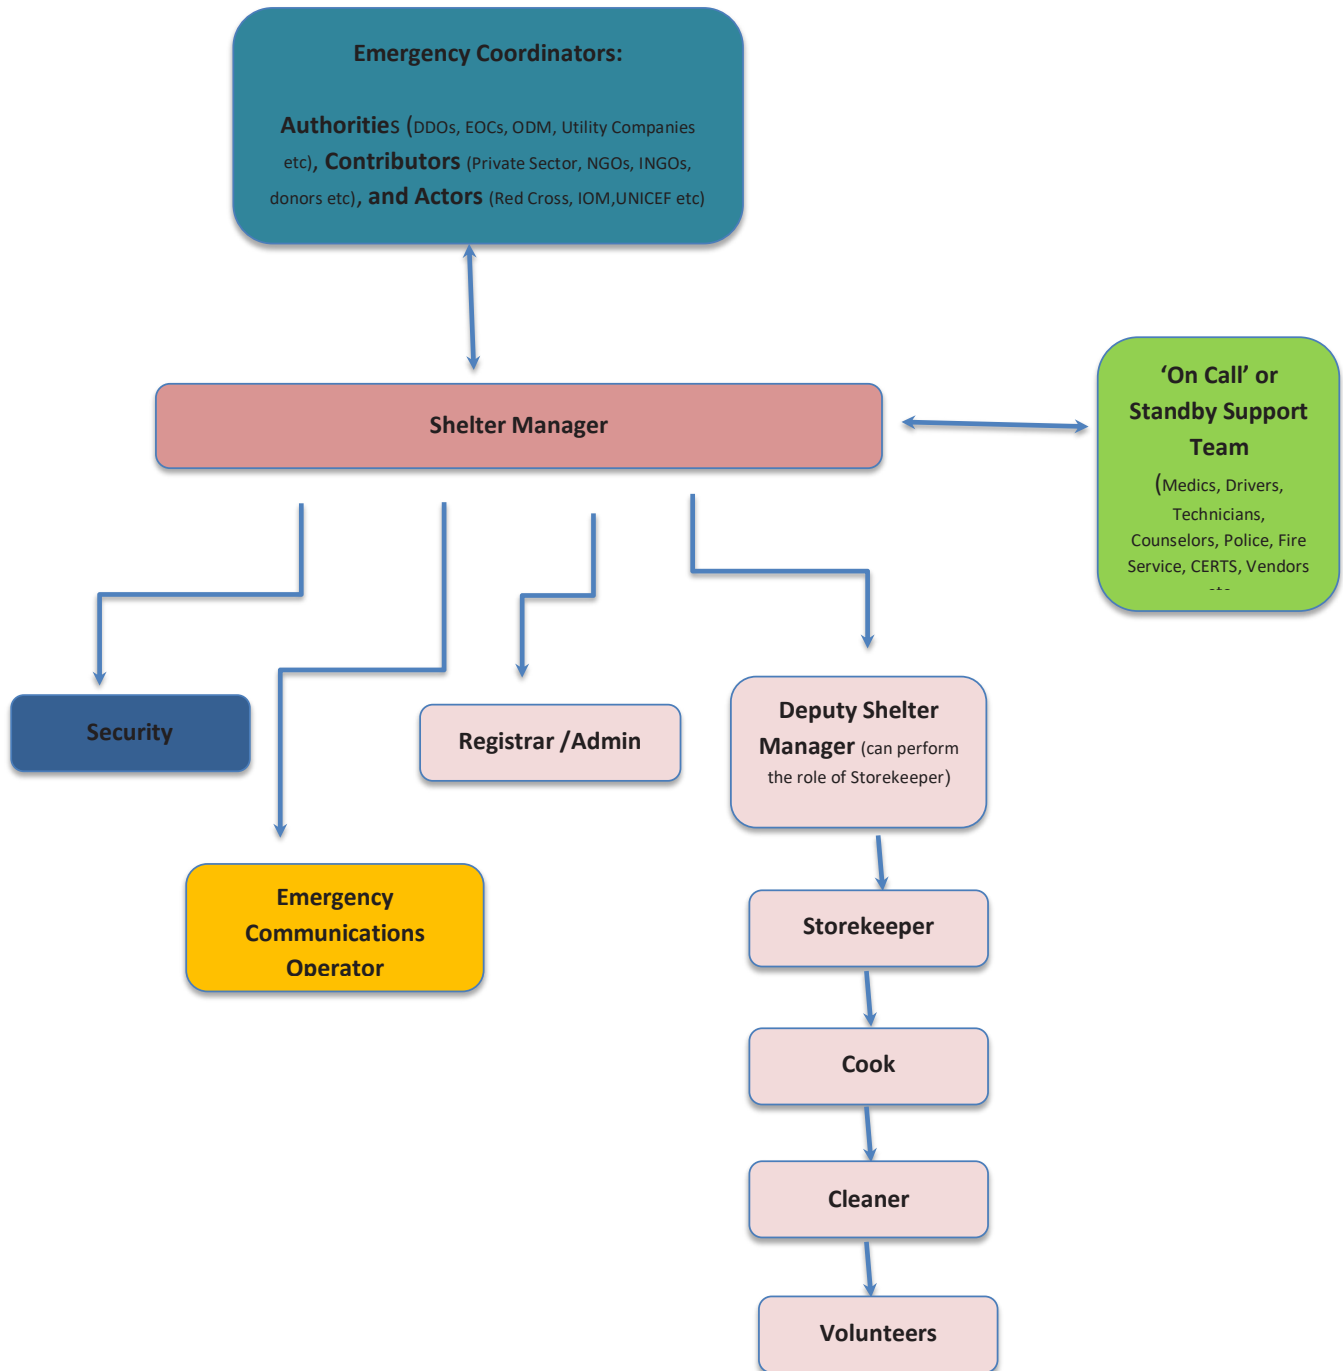 Emergency Coordinators:
Authorities (DDOs, EOCs, ODM, Utility Companies
etc), Contributors (Private Sector, NGOs, INGOs,
donors etc), and Actors (Red Cross, IOM,UNICEF etc)
Shelter Manager
‘On Call’ or
Standby Support
Team
(Medics, Drivers,
Technicians,
Counselors, Police, Fire
Service, CERTS, Vendors
etc
Security
Registrar /Admin
Deputy Shelter
Manager (can perform
the role of Storekeeper)
Emergency
Communications
Operator
Storekeeper
Cook
Cleaner
Volunteers